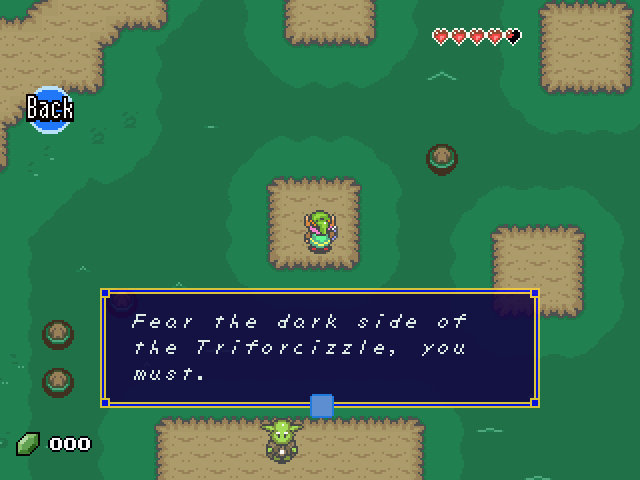 Back
Fear the dark side of
the Triforcizzle, you
must.
000